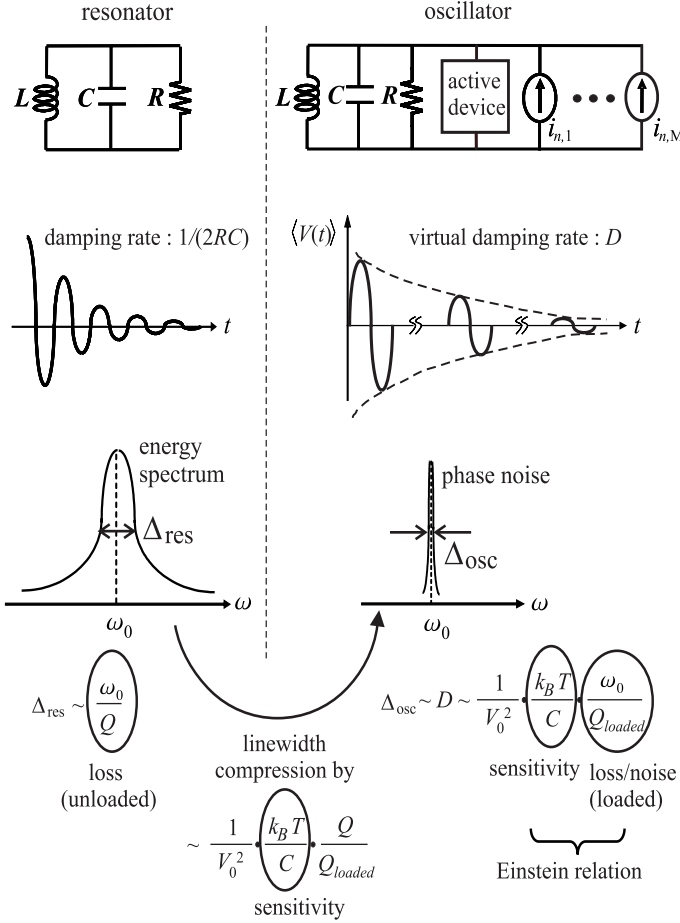 resonator
oscillator
L
C
R
L
C
R
active
device
i_{n,1}
i_{n,M}
damping rate : 1/(2RC)
t
⟨V(t)⟩
virtual damping rate : D
t
energy
spectrum
Δ_res
ω
ω_0
phase noise
Δ_osc
ω
ω_0
Δ_res ~ ω_0 / Q
loss
(unloaded)
linewidth
compression by
~ 1 / V_0^2 · k_B T / C · Q / Q_loaded
sensitivity
Δ_osc ~ D ~ 1 / V_0^2 · k_B T / C · ω_0 / Q_loaded
sensitivity
loss/noise
(loaded)
Einstein relation